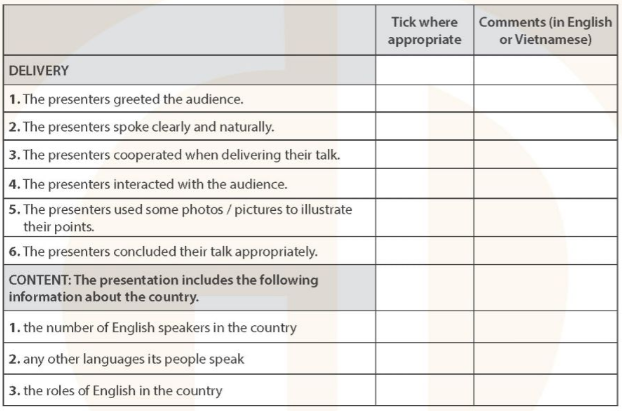 Tick where
appropriate
Comments (in English
or Vietnamese)
DELIVERY
1. The presenters greeted the audience.
2. The presenters spoke clearly and naturally.
3. The presenters cooperated when delivering their talk.
4. The presenters interacted with the audience.
5. The presenters used some photos / pictures to illustrate
their points.
6. The presenters concluded their talk appropriately.
CONTENT: The presentation includes the following
information about the country.
1. the number of English speakers in the country
2. any other languages its people speak
3. the roles of English in the country